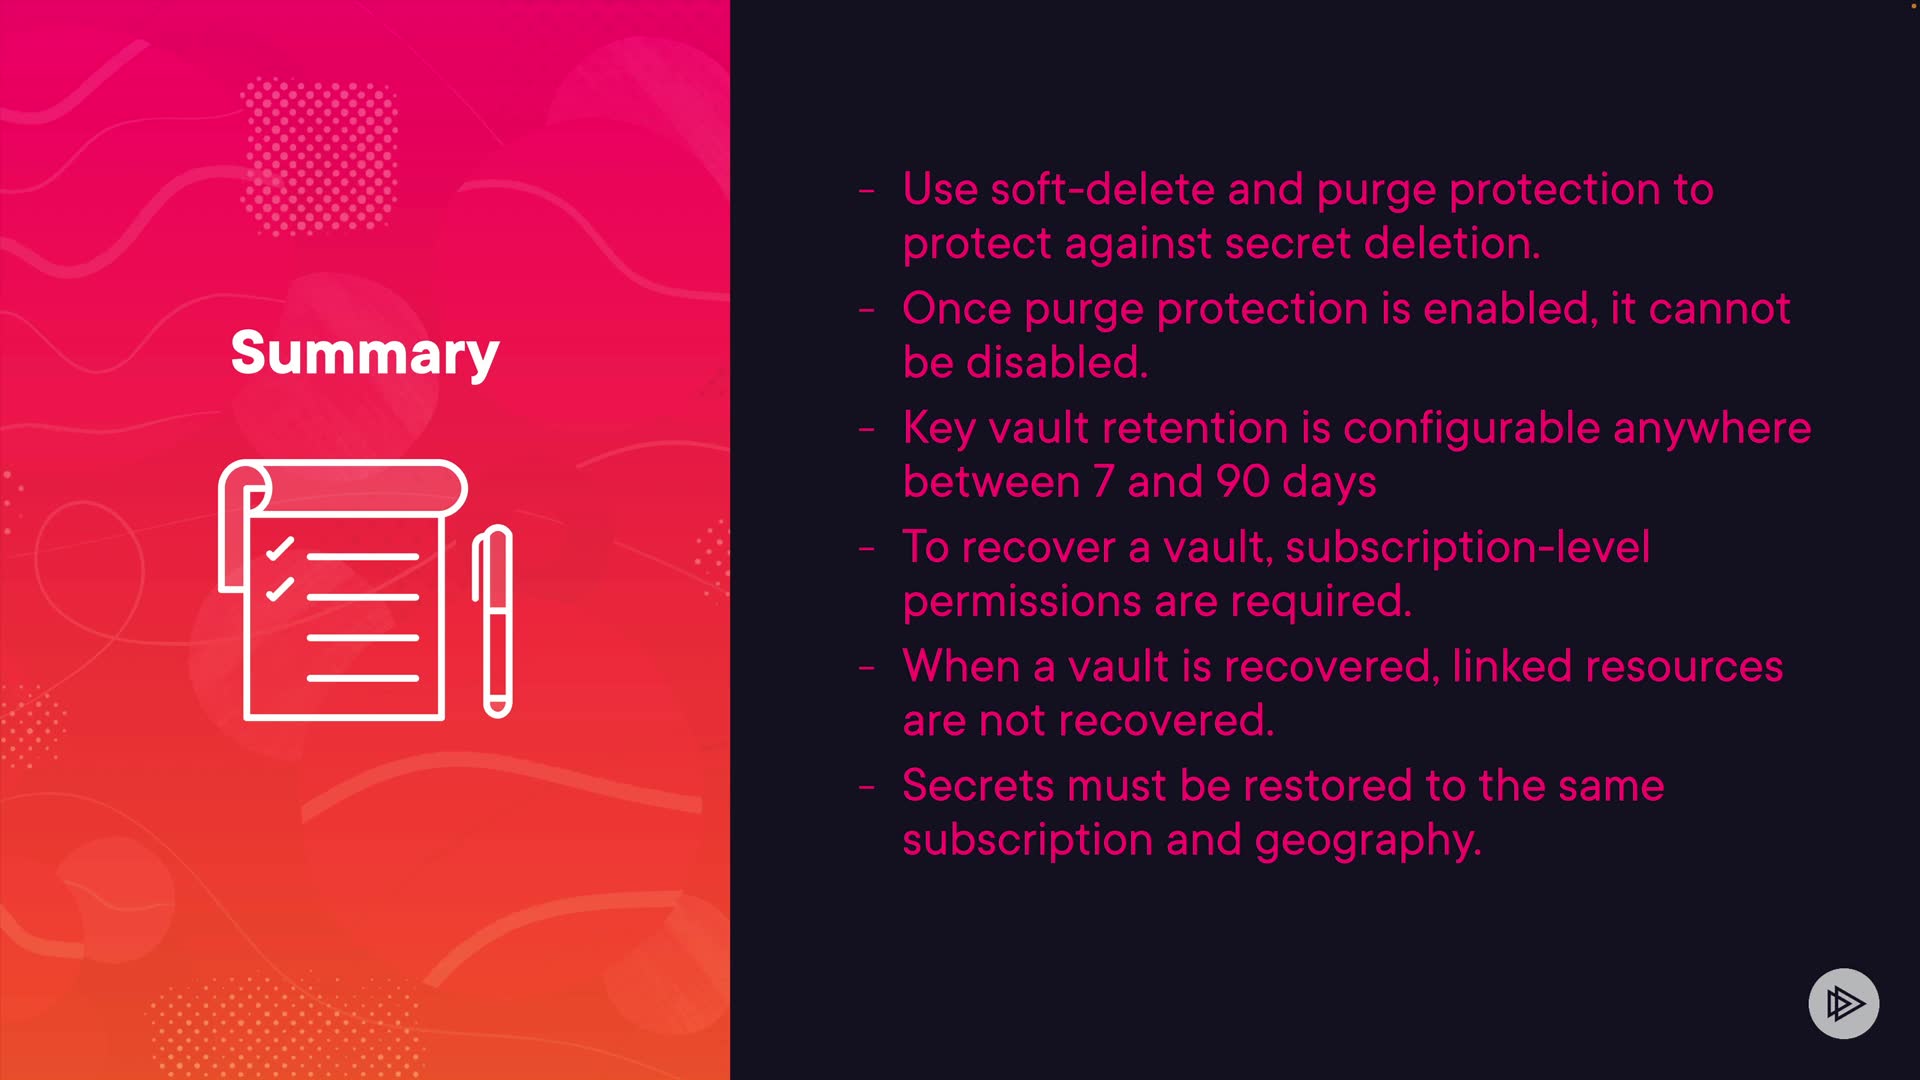 Summary
- Use soft-delete and purge protection to
protect against secret deletion.
- Once purge protection is enabled, it cannot
be disabled.
- Key vault retention is configurable anywhere
between 7 and 90 days
- To recover a vault, subscription-level
permissions are required.
- When a vault is recovered, linked resources
are not recovered.
- Secrets must be restored to the same
subscription and geography.